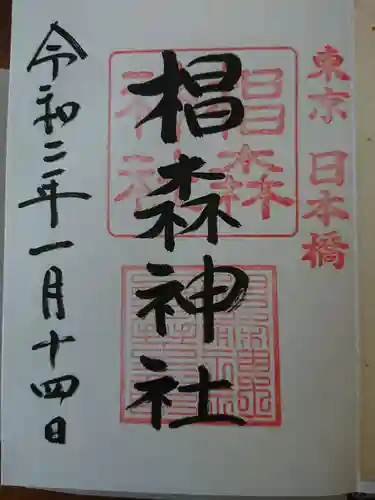 東京 日本橋
椙森神社
椙森
神社
令和二年一月十四日